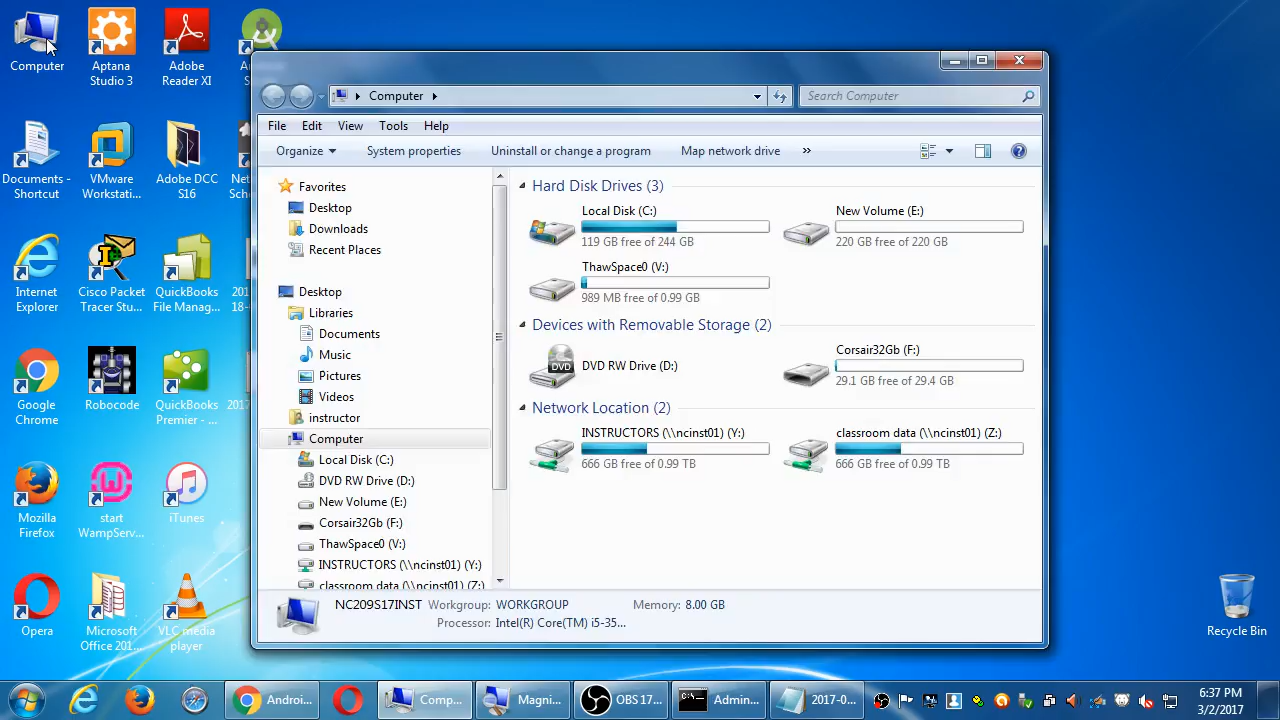 Computer
Aptana
Studio 3
Adobe
Reader XI
Documents -
Shortcut
VMware
Workstati...
Adobe DCC
S16
Internet
Explorer
Cisco Packet
Tracer Stu...
QuickBooks
File Manag...
Google
Chrome
Robocode
QuickBooks
Premier - ...
Mozilla
Firefox
start
WampServ...
iTunes
Opera
Microsoft
Office 201...
VLC media
player
Recycle Bin
Computer
Search Computer
File Edit View Tools Help
Organize System properties Uninstall or change a program Map network drive »
Favorites
Desktop
Downloads
Recent Places
Desktop
Libraries
Documents
Music
Pictures
Videos
instructor
Computer
Local Disk (C:)
DVD RW Drive (D:)
New Volume (E:)
Corsair32Gb (F:)
ThawSpace0 (V:)
INSTRUCTORS (\\ncinst01) (Y:)
classroom data (\\ncinst01) (Z:)
Hard Disk Drives (3)
Local Disk (C:)
119 GB free of 244 GB
New Volume (E:)
220 GB free of 220 GB
ThawSpace0 (V:)
989 MB free of 0.99 GB
Devices with Removable Storage (2)
DVD
DVD RW Drive (D:)
Corsair32Gb (F:)
29.1 GB free of 29.4 GB
Network Location (2)
INSTRUCTORS (\\ncinst01) (Y:)
666 GB free of 0.99 TB
classroom data (\\ncinst01) (Z:)
666 GB free of 0.99 TB
NC209S17INST Workgroup: WORKGROUP Memory: 8.00 GB
Processor: Intel(R) Core(TM) i5-35...
Androi...
Comp...
Magni...
OBS 17....
Admin...
2017-0...
6:37 PM
3/2/2017